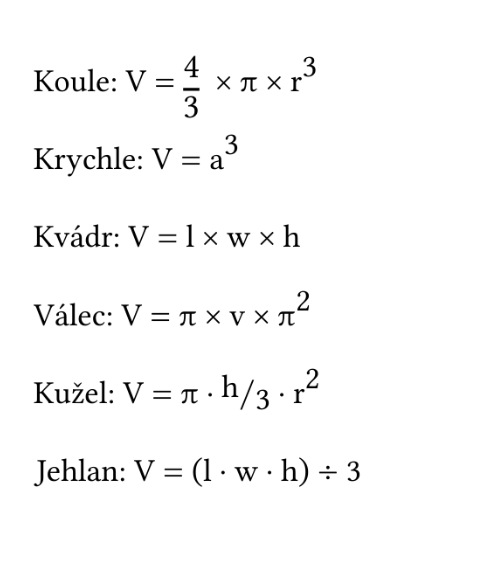 Koule: V = 4/3 × π × r³
Krychle: V = a³
Kvádr: V = l × w × h
Válec: V = π × v × π²
Kužel: V = π · h/3 · r²
Jehlan: V = (l · w · h) ÷ 3